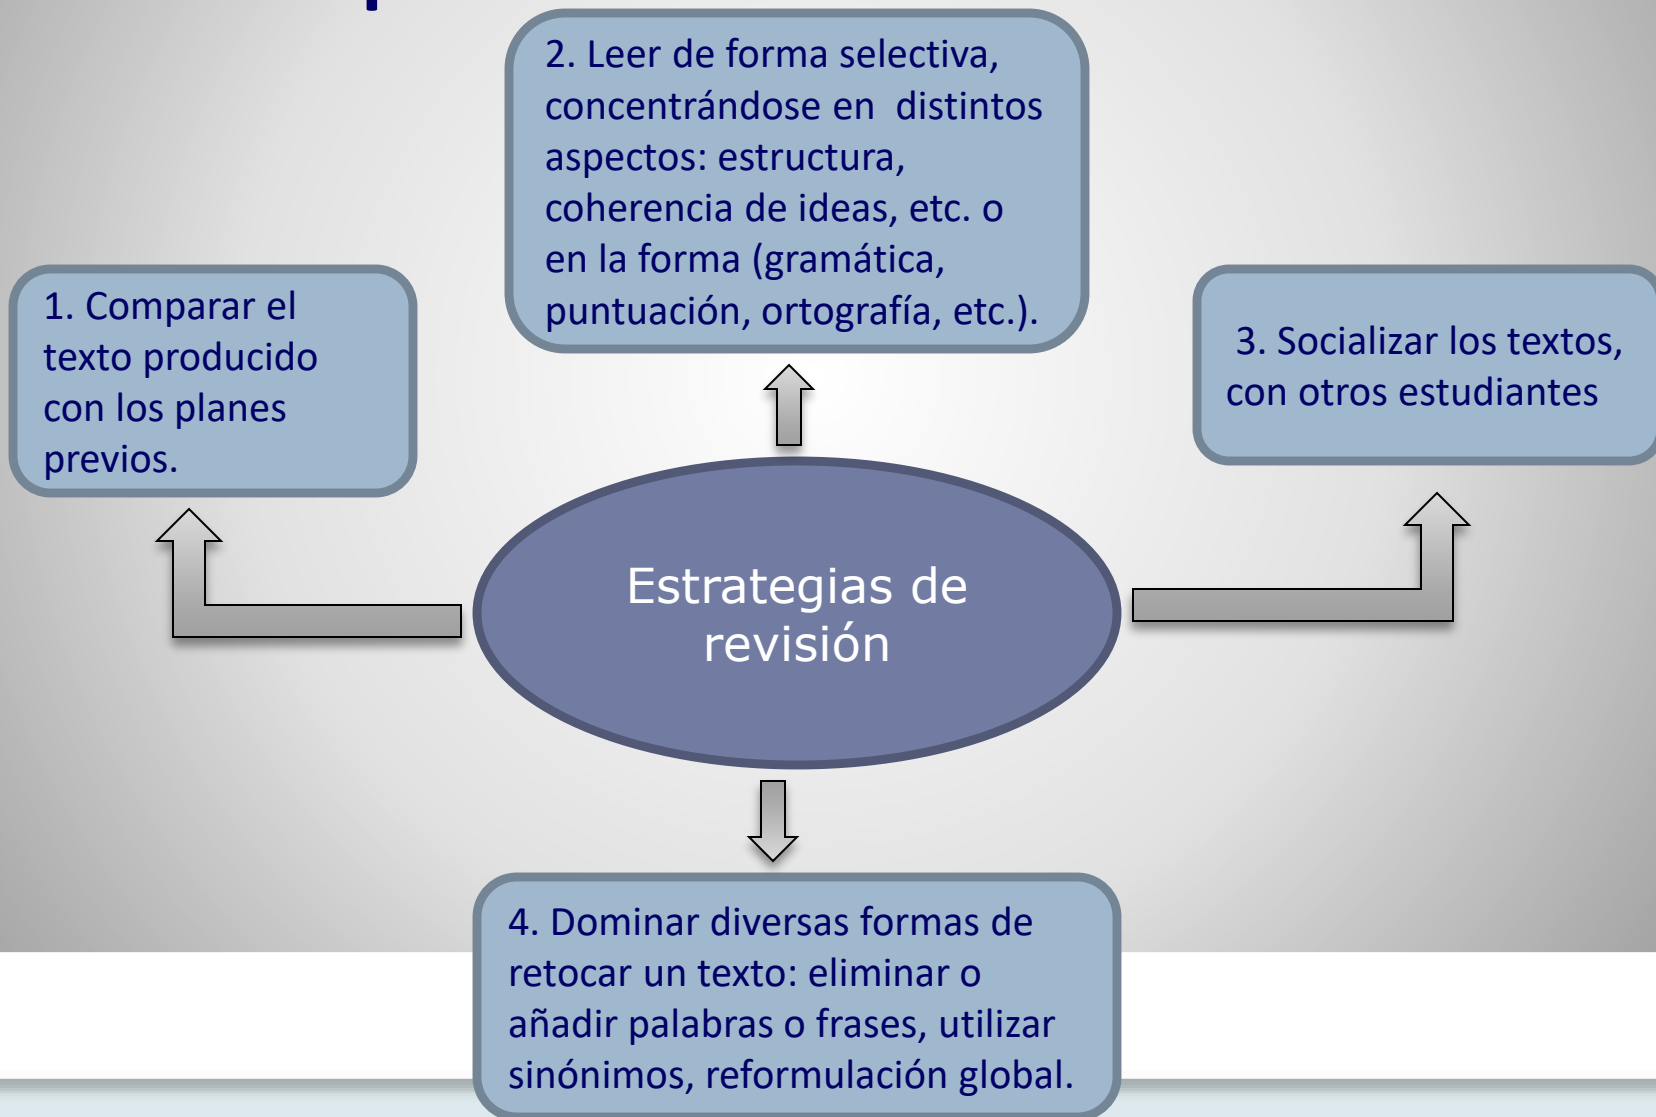 2. Leer de forma selectiva,
concentrándose en  distintos
aspectos: estructura,
coherencia de ideas, etc. o
en la forma (gramática,
puntuación, ortografía, etc.).
1. Comparar el
texto producido
con los planes
previos.
3. Socializar los textos,
con otros estudiantes
Estrategias de
revisión
4. Dominar diversas formas de
retocar un texto: eliminar o
añadir palabras o frases, utilizar
sinónimos, reformulación global.